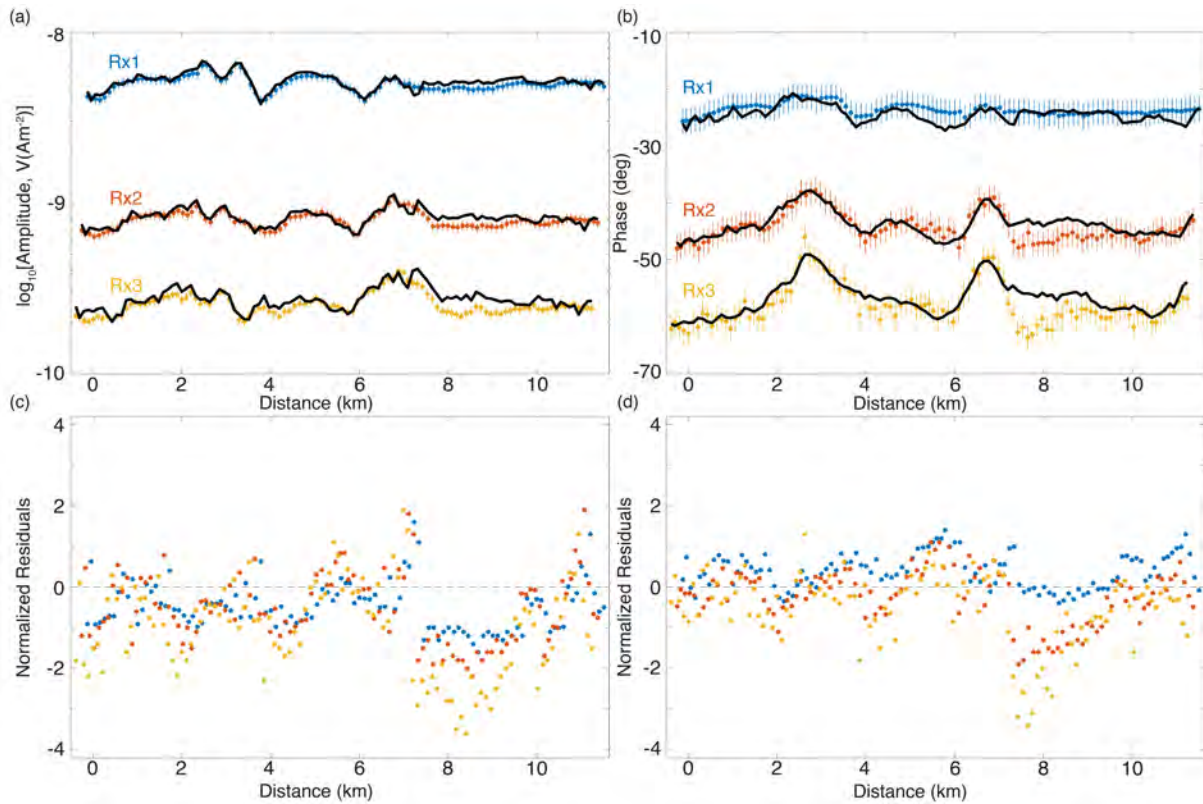 (a)
-8
Rx1
-9
Rx2
Rx3
-10
log10[Amplitude, V(Am⁻²)]
0 2 4 6 8 10
Distance (km)
(b)
-10
Rx1
-30
Rx2
-50
Rx3
-70
Phase (deg)
0 2 4 6 8 10
Distance (km)
(c)
4
2
0
-2
-4
Normalized Residuals
0 2 4 6 8 10
Distance (km)
(d)
4
2
0
-2
-4
Normalized Residuals
0 2 4 6 8 10
Distance (km)